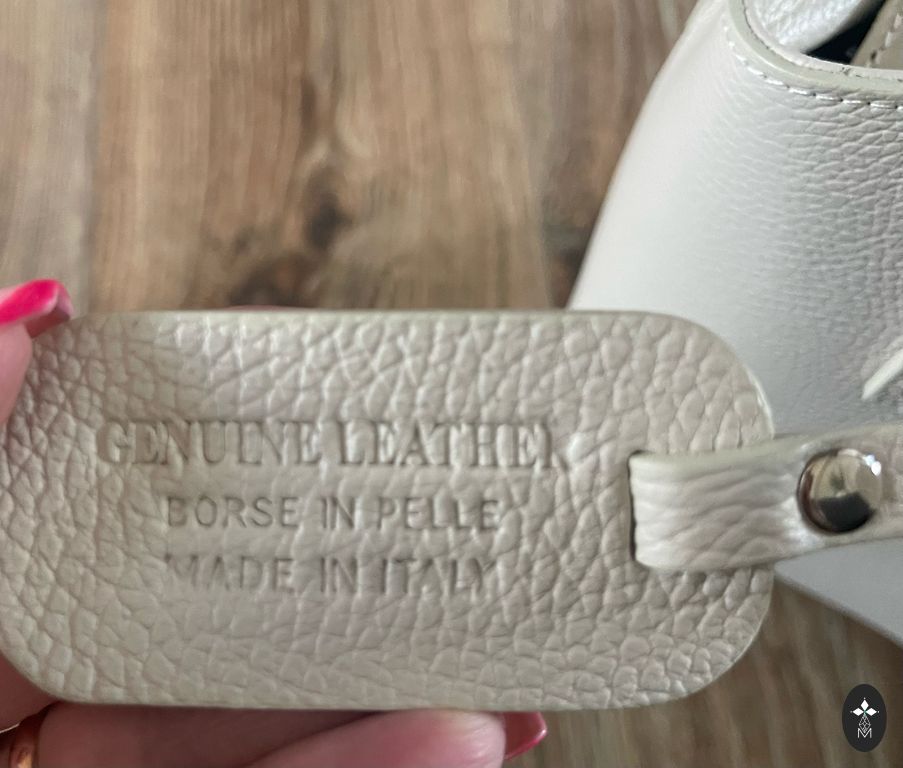 GENUINE LEATHER
BORSE IN PELLE
MADE IN ITALY
M